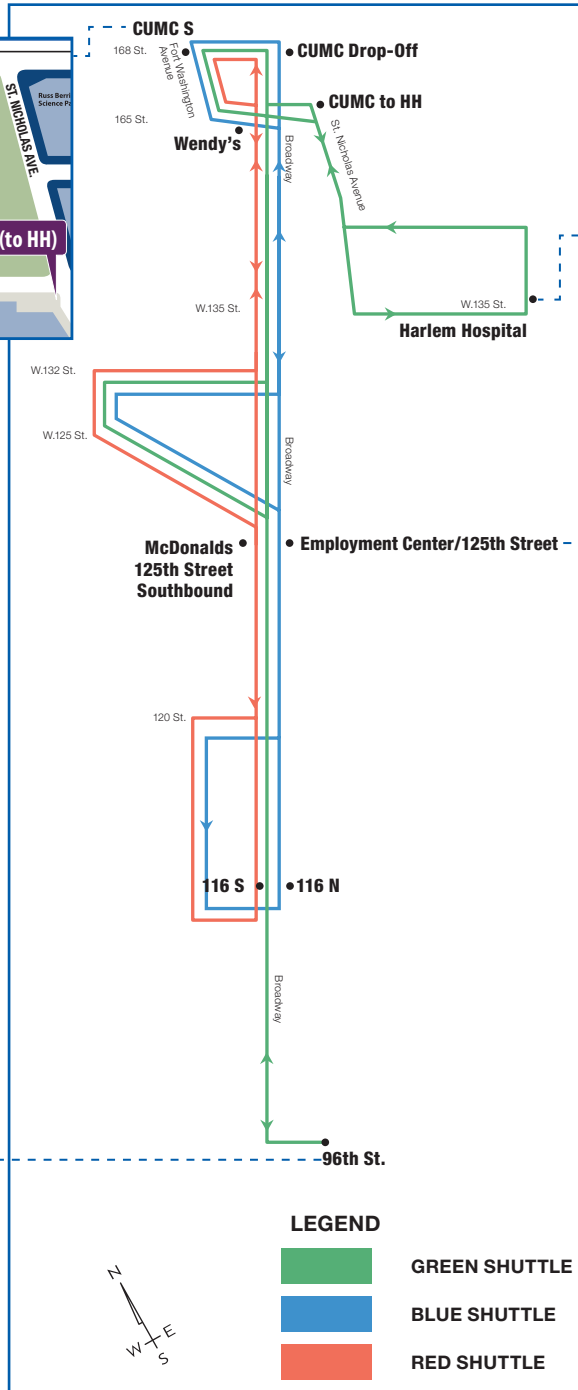 CUMC S
168 St.
Fort Washington
Avenue
CUMC Drop-Off
ST. NICHOLAS AVE.
Russ Berri
Science Pa
CUMC to HH
165 St.
Wendy's
Broadway
St. Nicholas Avenue
(to HH)
W.135 St.
W.135 St.
Harlem Hospital
W.132 St.
W.125 St.
Broadway
McDonalds
125th Street
Southbound
Employment Center/125th Street
120 St.
116 S
116 N
Broadway
96th St.
LEGEND
GREEN SHUTTLE
BLUE SHUTTLE
RED SHUTTLE
N
W
E
S